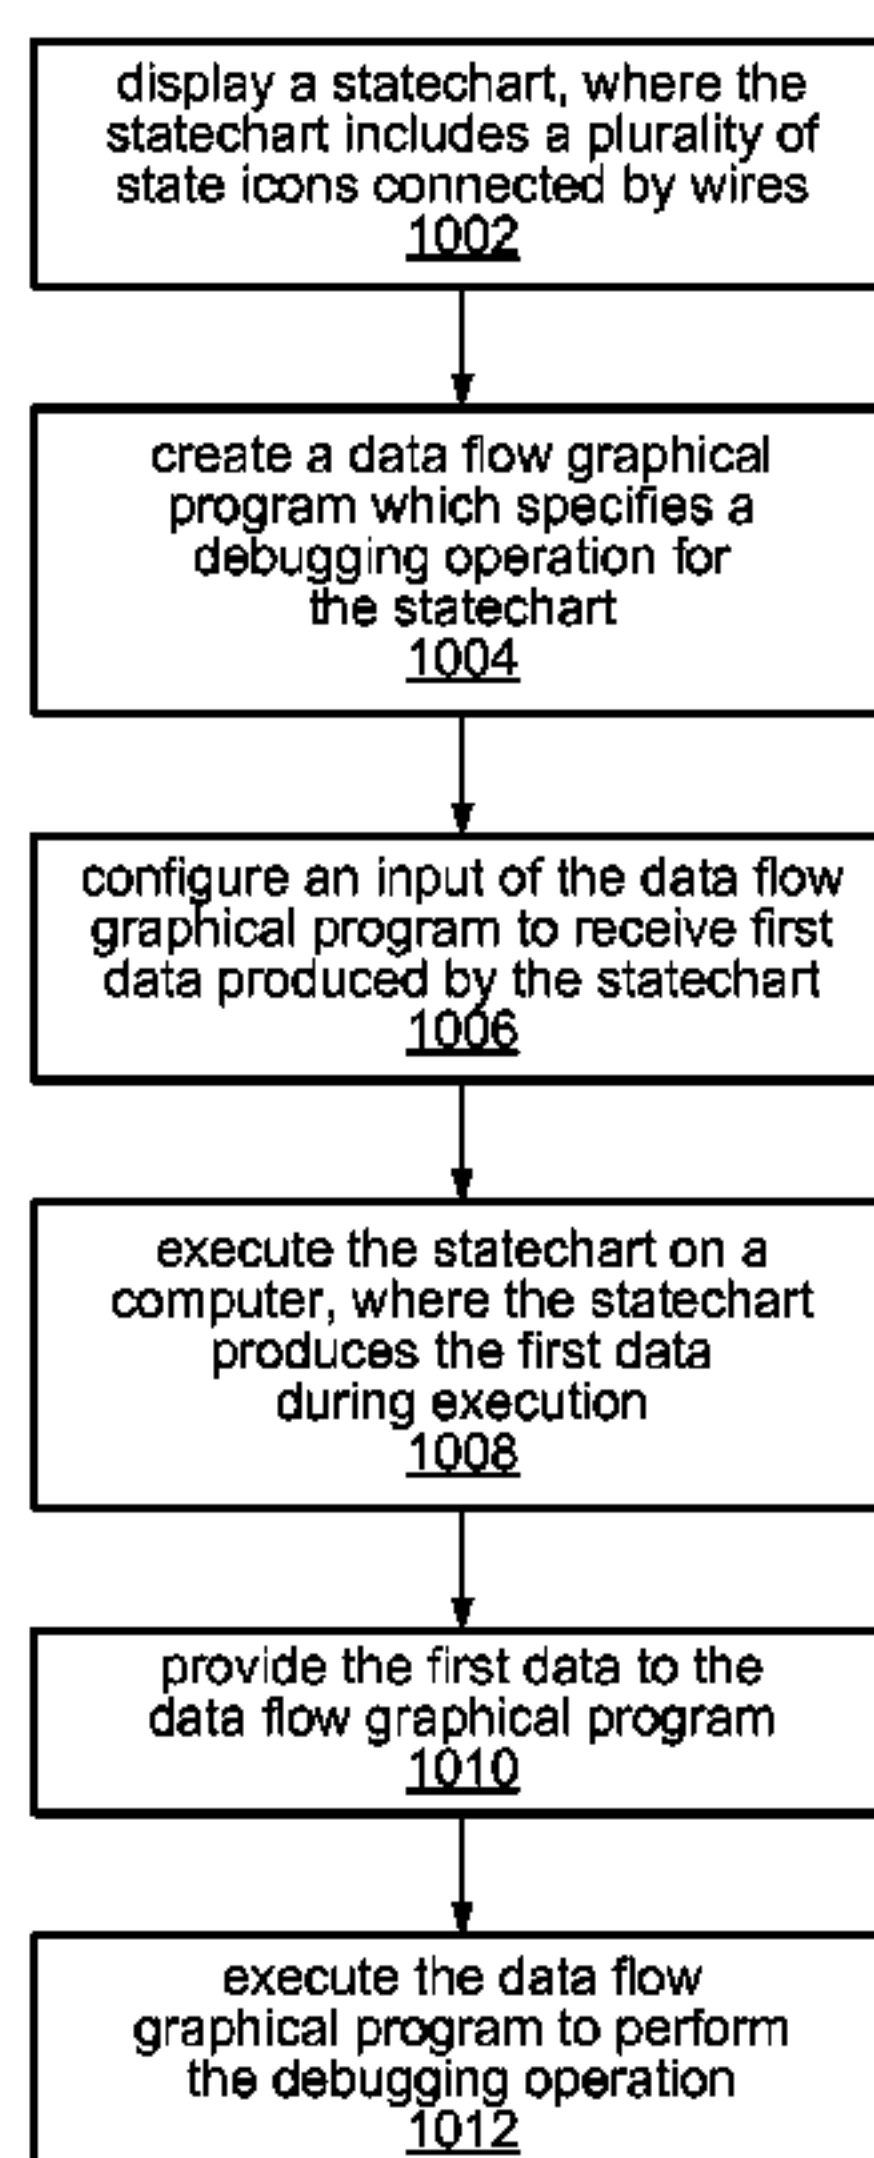 display a statechart, where the
statechart includes a plurality of
state icons connected by wires
1002
create a data flow graphical
program which specifies a
debugging operation for
the statechart
1004
configure an input of the data flow
graphical program to receive first
data produced by the statechart
1006
execute the statechart on a
computer, where the statechart
produces the first data
during execution
1008
provide the first data to the
data flow graphical program
1010
execute the data flow
graphical program to perform
the debugging operation
1012